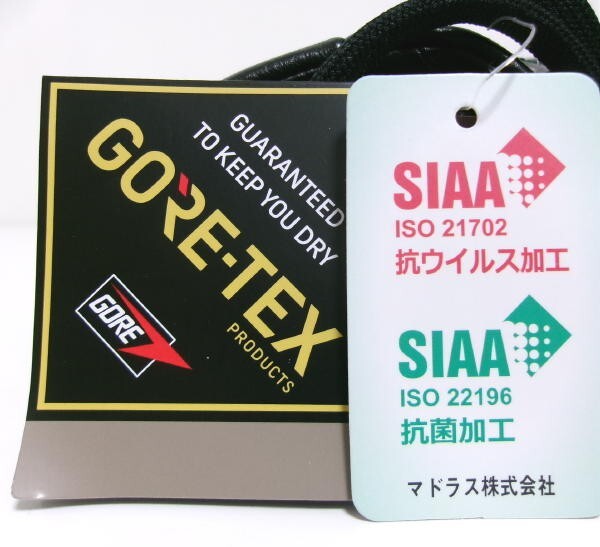 GUARANTEED
TO KEEP YOU DRY
GORE-TEX
PRODUCTS
GORE
SIAA
ISO 21702
抗ウイルス加工
SIAA
ISO 22196
抗菌加工
マドラス株式会社